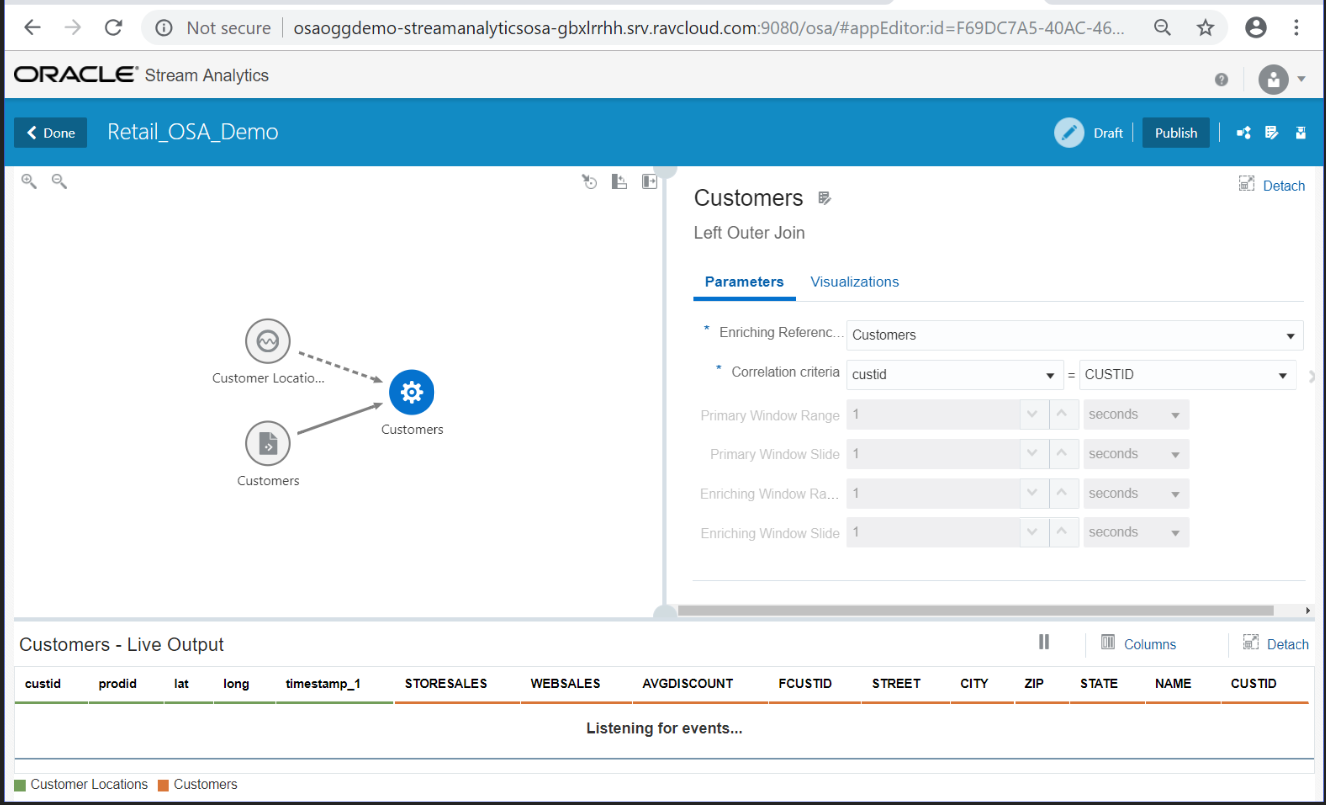 Not secure osaoggdemo-streamanalyticsosa-gbxlrrhh.srv.ravcloud.com:9080/osa/#appEditor:id=F69DC7A5-40AC-46...
ORACLE® Stream Analytics
Done Retail_OSA_Demo Draft Publish
Detach
Customers
Left Outer Join
Parameters Visualizations
* Enriching Referenc... Customers
* Correlation criteria custid = CUSTID
Primary Window Range 1 seconds
Primary Window Slide 1 seconds
Enriching Window Ra... 1 seconds
Enriching Window Slide 1 seconds
Customer Locatio...
Customers
Customers
Customers - Live Output Columns Detach
custid prodid lat long timestamp_1 STORESALES WEBSALES AVGDISCOUNT FCUSTID STREET CITY ZIP STATE NAME CUSTID
Listening for events...
Customer Locations Customers